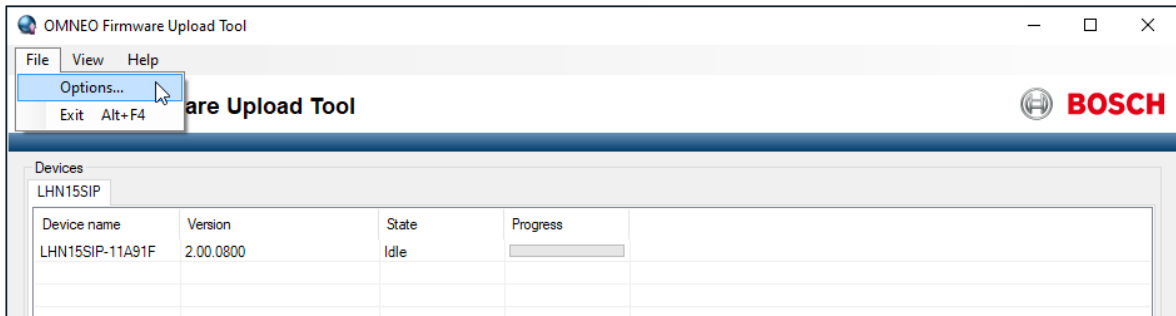 OMNEO Firmware Upload Tool
File View Help
Options...
Exit Alt+F4
are Upload Tool
BOSCH
Devices
LHN15SIP
Device name Version State Progress
LHN15SIP-11A91F 2.00.0800 Idle